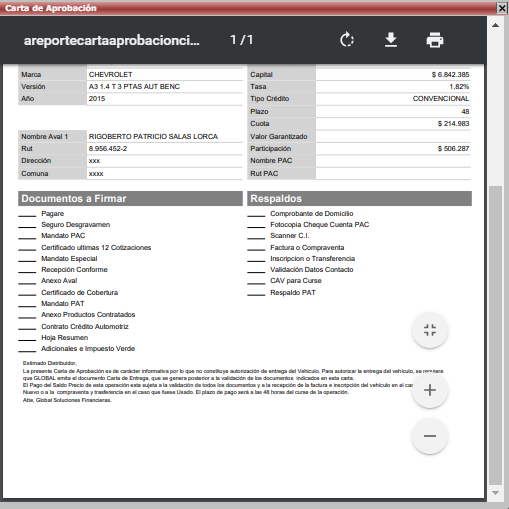 Carta de Aprobación
areportecartaaprobacionci... 1 / 1
Marca CHEVROLET Capital $ 6.842.385
Versión A3 1.4 T 3 PTAS AUT BENC Tasa 1,82%
Año 2015 Tipo Crédito CONVENCIONAL
Plazo 48
Cuota $ 214.983
Nombre Aval 1 RIGOBERTO PATRICIO SALAS LORCA Valor Garantizado
Rut 8.956.452-2 Participación $ 506.287
Dirección xxx Nombre PAC
Comuna xxxx Rut PAC
Documentos a Firmar Respaldos
Pagare Comprobante de Domicilio
Seguro Desgravamen Fotocopia Cheque Cuenta PAC
Mandato PAC Scanner C.I.
Certificado ultimas 12 Cotizaciones Factura o Compraventa
Mandato Especial Inscripcion o Transferencia
Recepción Conforme Validación Datos Contacto
Anexo Aval CAV para Curse
Certificado de Cobertura Respaldo PAT
Mandato PAT
Anexo Productos Contratados
Contrato Crédito Automotriz
Hoja Resumen
Adicionales e Impuesto Verde
Estimado Distribuidor,
La presente Carta de Aprobación es de carácter informativa por lo que no constituye autorización de entrega del Vehículo. Para autorizar la entrega del vehículo, se requiere
que GLOBAL emita el documento Carta de Entrega, que se genera posterior a la validación de los documentos indicados en esta carta.
El Pago del Saldo Precio de esta operación esta sujeta a la validación de todos los documentos y a la recepción de la factura e inscripción del vehículo en el
Nuevo o a la compraventa y trasferencia en el caso que fuese Usado. El plazo de pago será a las 48 horas del curse de la operación.
Atte, Global Soluciones Financieras.